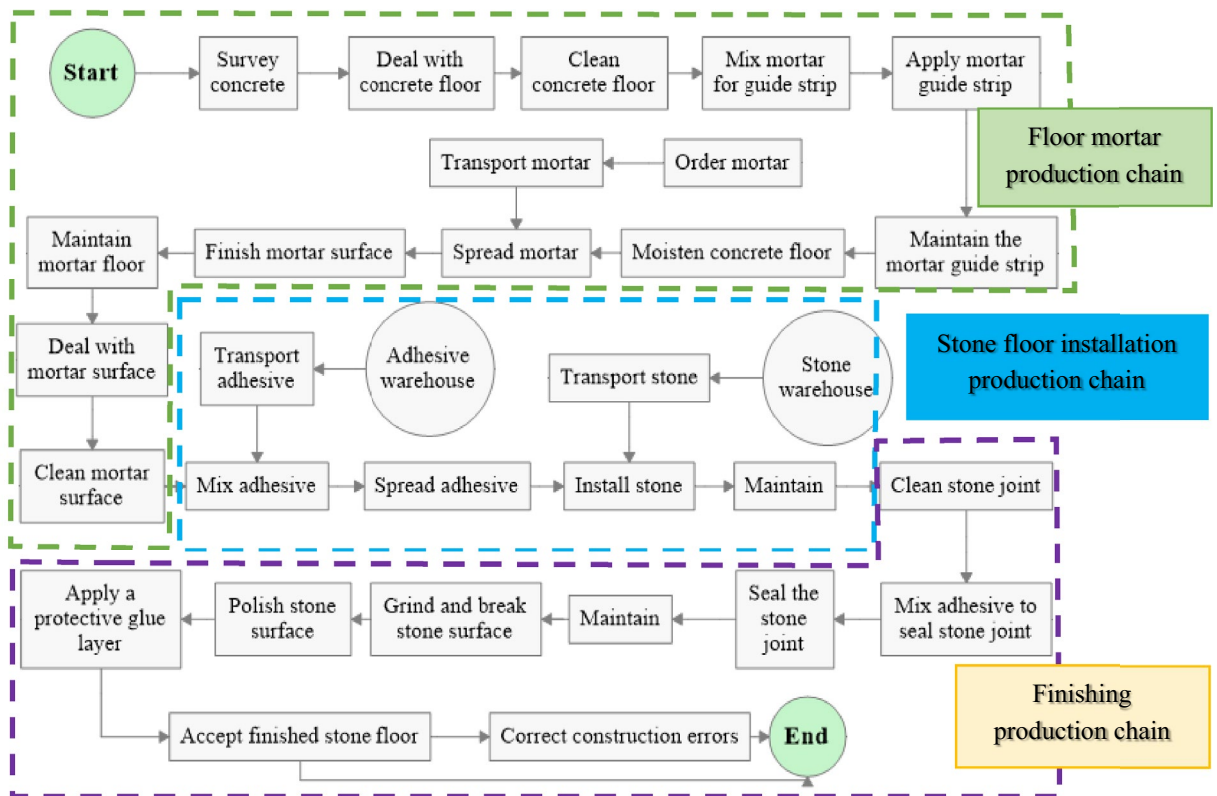 Start
Survey
concrete
Deal with
concrete floor
Clean
concrete floor
Mix mortar
for guide strip
Apply mortar
guide strip
Floor mortar
production chain
Transport mortar
Order mortar
Maintain
mortar floor
Finish mortar surface
Spread mortar
Moisten concrete floor
Maintain the
mortar guide strip
Deal with
mortar surface
Transport
adhesive
Adhesive
warehouse
Transport stone
Stone
warehouse
Stone floor installation
production chain
Clean mortar
surface
Mix adhesive
Spread adhesive
Install stone
Maintain
Clean stone joint
Apply a
protective glue
layer
Polish stone
surface
Grind and break
stone surface
Maintain
Seal the
stone
joint
Mix adhesive to
seal stone joint
Finishing
production chain
Accept finished stone floor
Correct construction errors
End